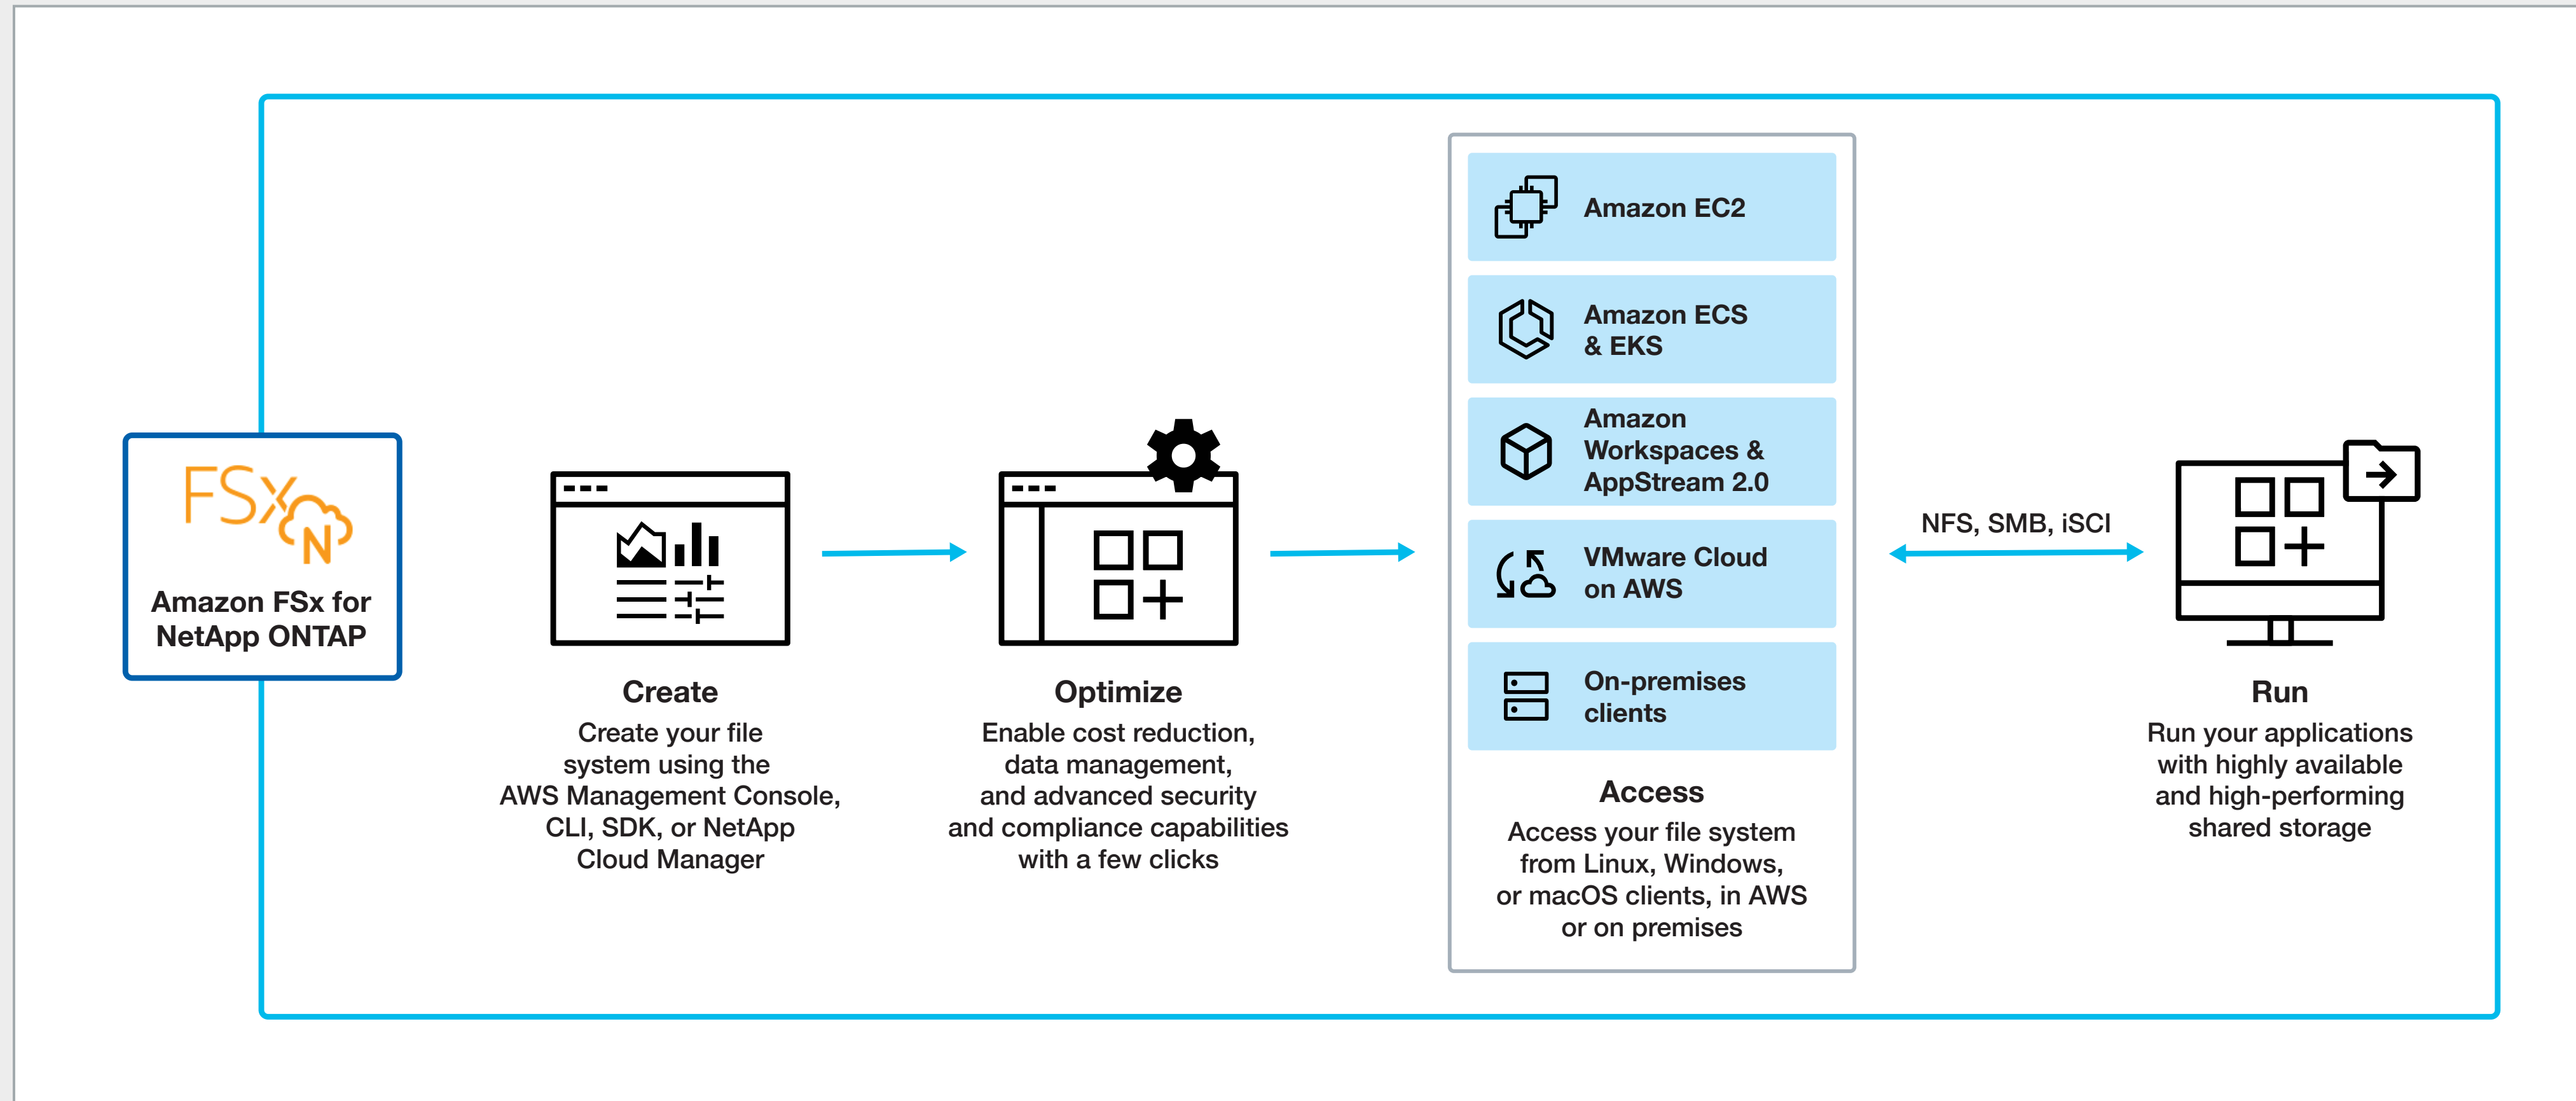 FSx
N
Amazon FSx for
NetApp ONTAP
Create
Create your file
system using the
AWS Management Console,
CLI, SDK, or NetApp
Cloud Manager
Optimize
Enable cost reduction,
data management,
and advanced security
and compliance capabilities
with a few clicks
Amazon EC2
Amazon ECS
& EKS
Amazon
Workspaces &
AppStream 2.0
VMware Cloud
on AWS
On-premises
clients
Access
Access your file system
from Linux, Windows,
or macOS clients, in AWS
or on premises
NFS, SMB, iSCI
Run
Run your applications
with highly available
and high-performing
shared storage